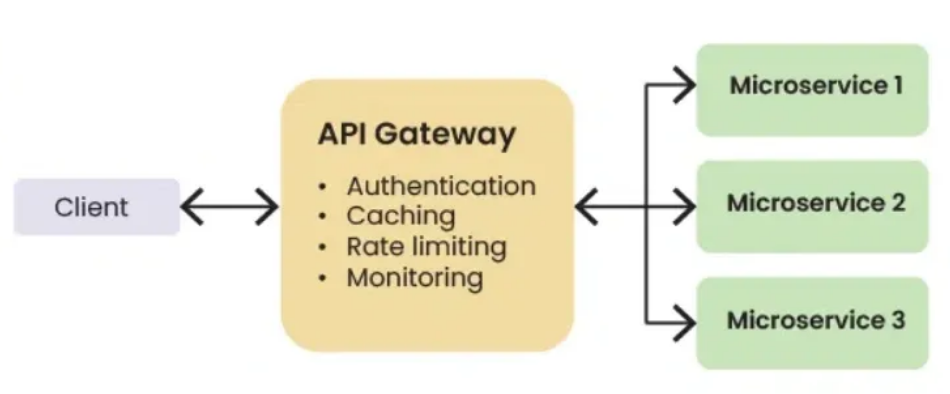 Client
API Gateway
• Authentication
• Caching
• Rate limiting
• Monitoring
Microservice 1
Microservice 2
Microservice 3